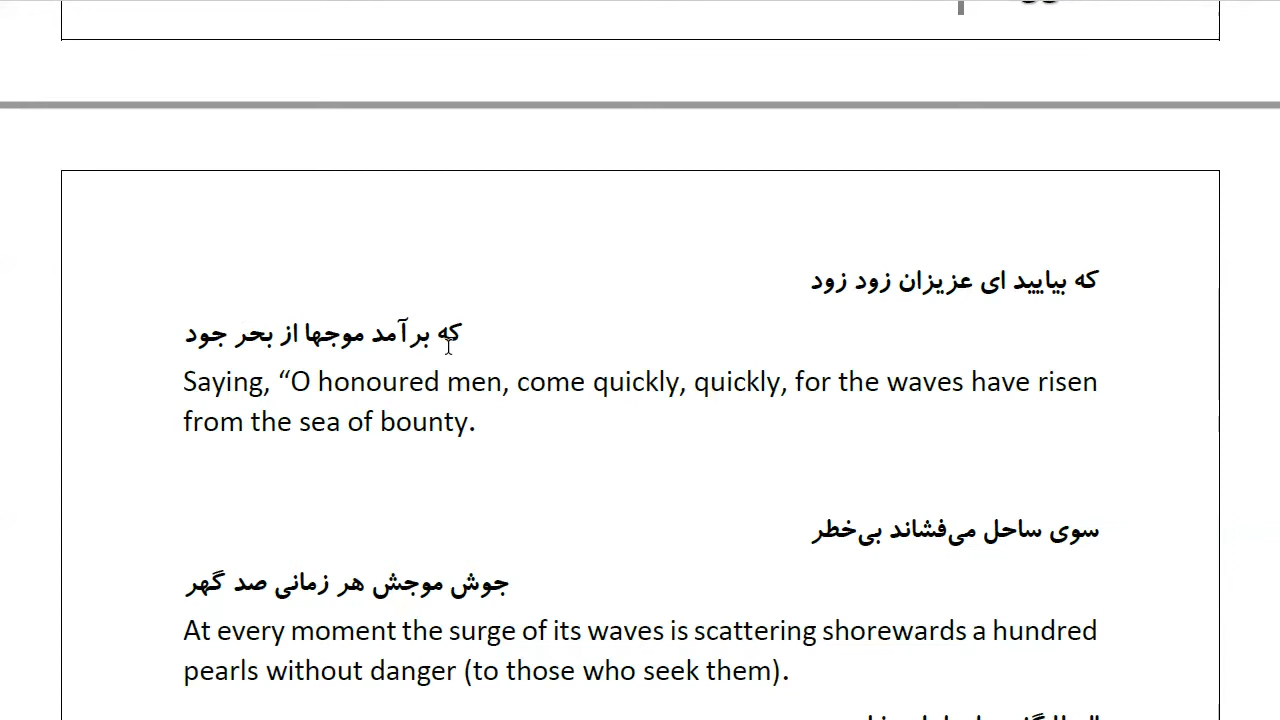 که بیایید ای عزیزان زود زود
که برآمد موجها از بحر جود
Saying, “O honoured men, come quickly, quickly, for the waves have risen
from the sea of bounty.
سوی ساحل می‌فشاند بی‌خطر
جوش موجش هر زمانی صد گهر
At every moment the surge of its waves is scattering shorewards a hundred
pearls without danger (to those who seek them).